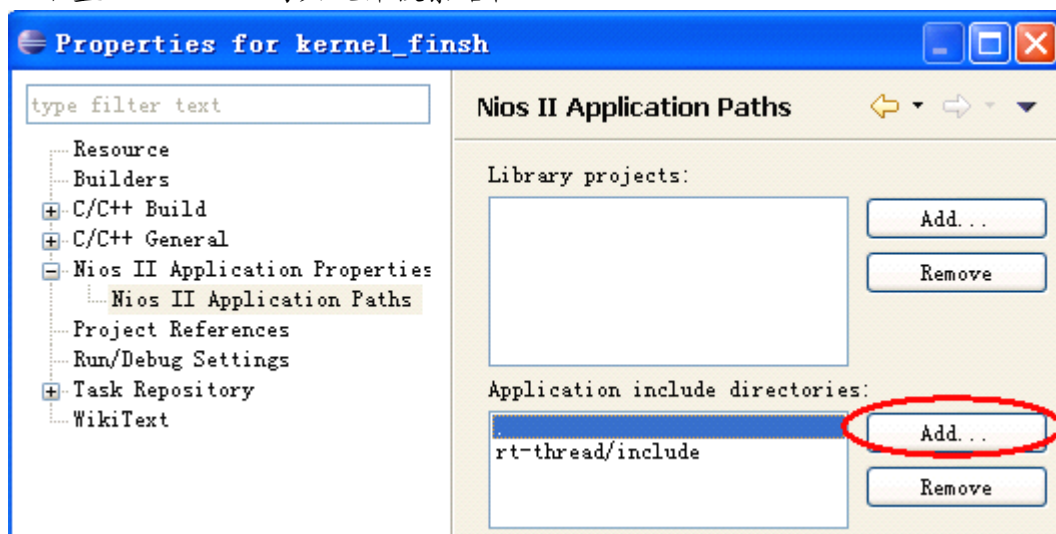 Properties for kernel_finsh
type filter text
Resource
Builders
C/C++ Build
C/C++ General
Nios II Application Properties
Nios II Application Paths
Project References
Run/Debug Settings
Task Repository
WikiText
Nios II Application Paths
Library projects:
Add...
Remove
Application include directories:
.
rt-thread/include
Add...
Remove